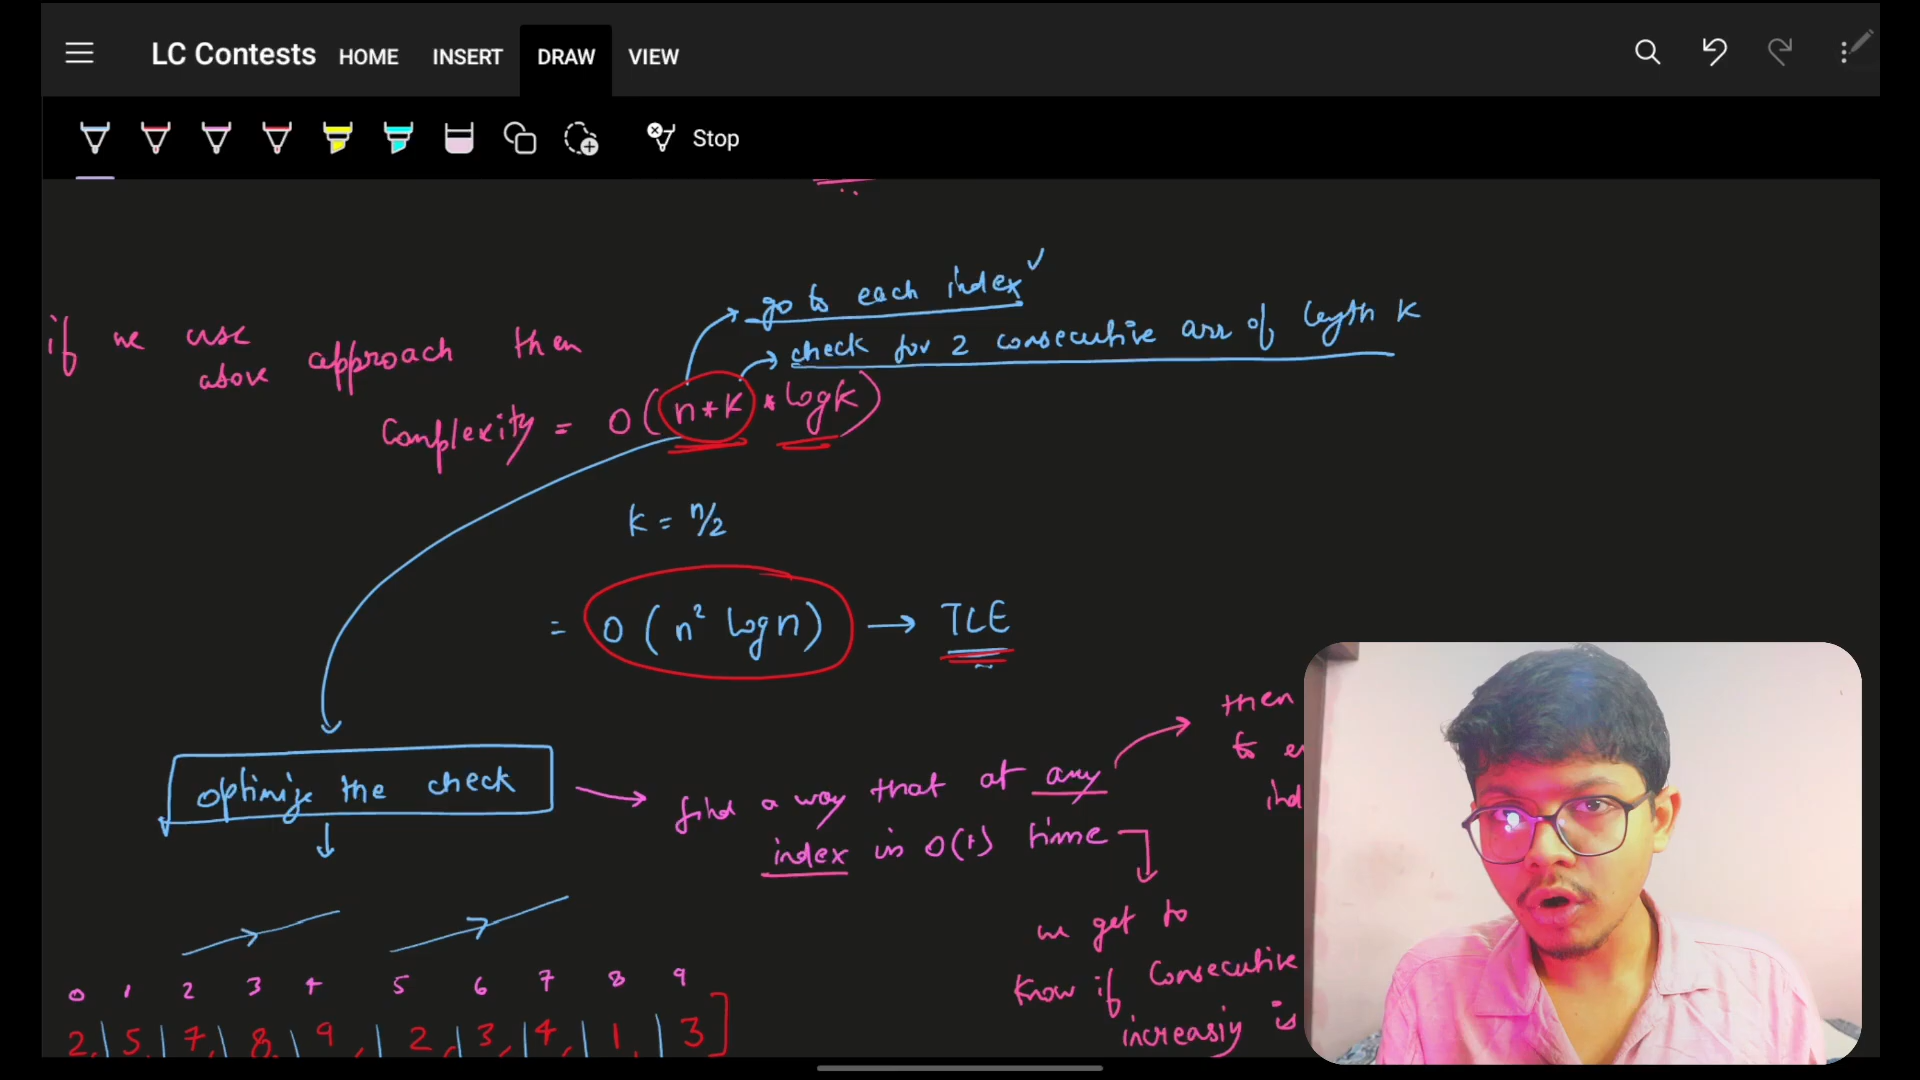 LC Contests HOME INSERT DRAW VIEW
Stop
go to each index
check for 2 consecutive arr of length K
if we use above approach then
Complexity = O(n*K * logK)
K = n/2
= O(n² logn) → TLE
optimize the check
find a way that at any
index in O(1) time
then
to
ind
we get to
know if consecutive
increasiy is
0 1 2 3 4 5 6 7 8 9
2, 5, 7, 8, 9, 2, 3, 4, 1, 3]